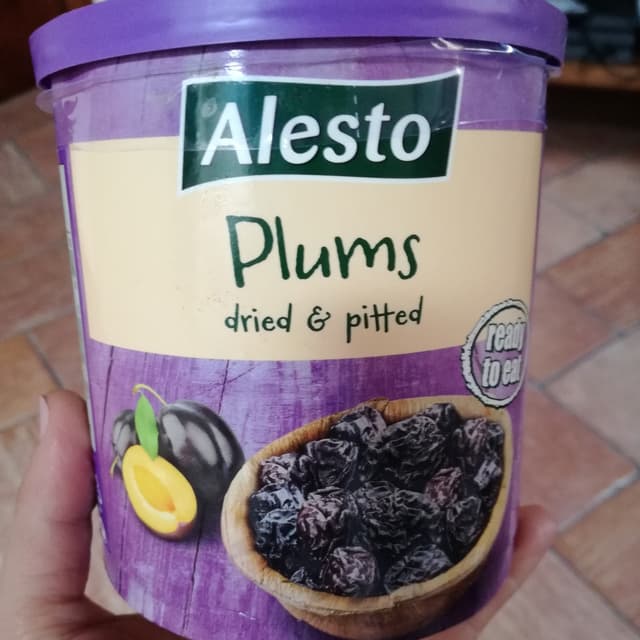 Alesto
Plums
dried & pitted
ready
to eat